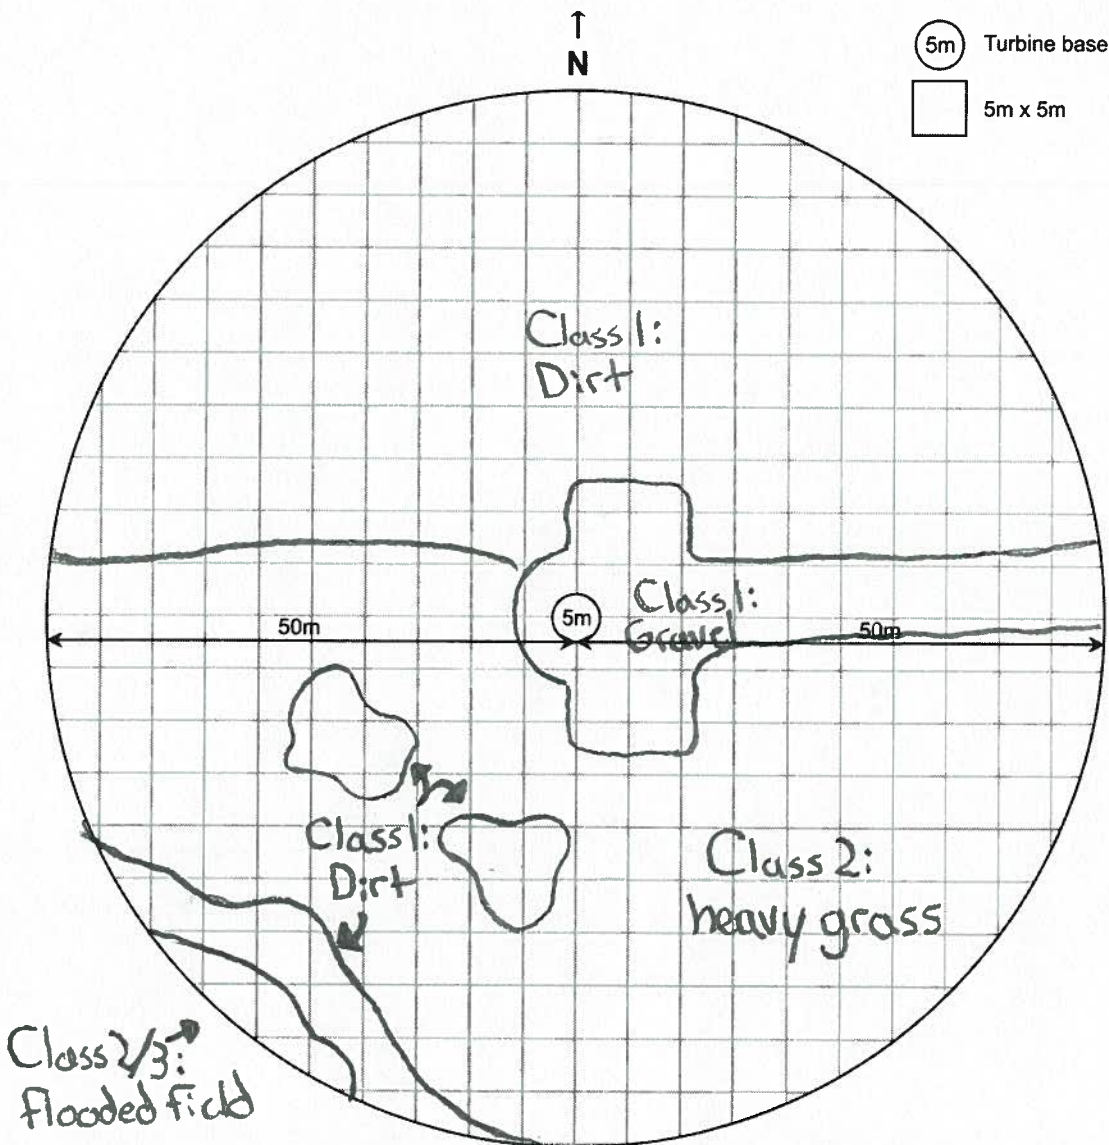 N
5m Turbine base
5m x 5m
Class 1:
Dirt
Class 1:
Gravel
5m
50m
50m
Class 1:
Dirt
Class 2:
heavy grass
Class 2/3:
flooded field